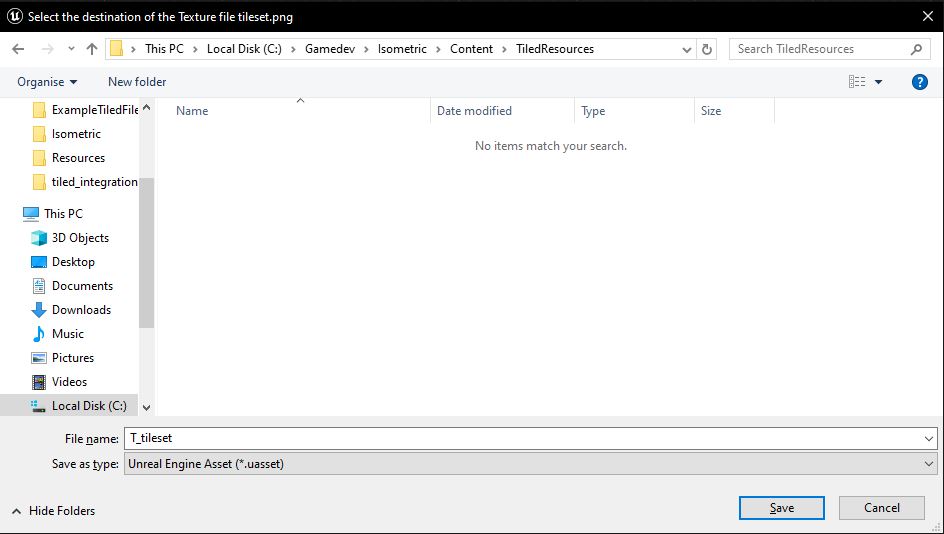 Select the destination of the Texture file tileset.png
This PC > Local Disk (C:) > Gamedev > Isometric > Content > TiledResources
Search TiledResources
Organise
New folder
Name
Date modified
Type
Size
No items match your search.
ExampleTiledFile
Isometric
Resources
tiled_integration
This PC
3D Objects
Desktop
Documents
Downloads
Music
Pictures
Videos
Local Disk (C:)
File name: T_tileset
Save as type: Unreal Engine Asset (*.uasset)
Hide Folders
Save
Cancel